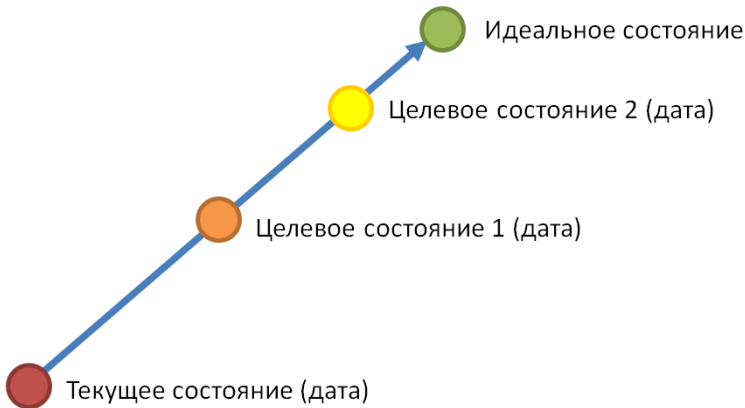 Идеальное состояние
Целевое состояние 2 (дата)
Целевое состояние 1 (дата)
Текущее состояние (дата)